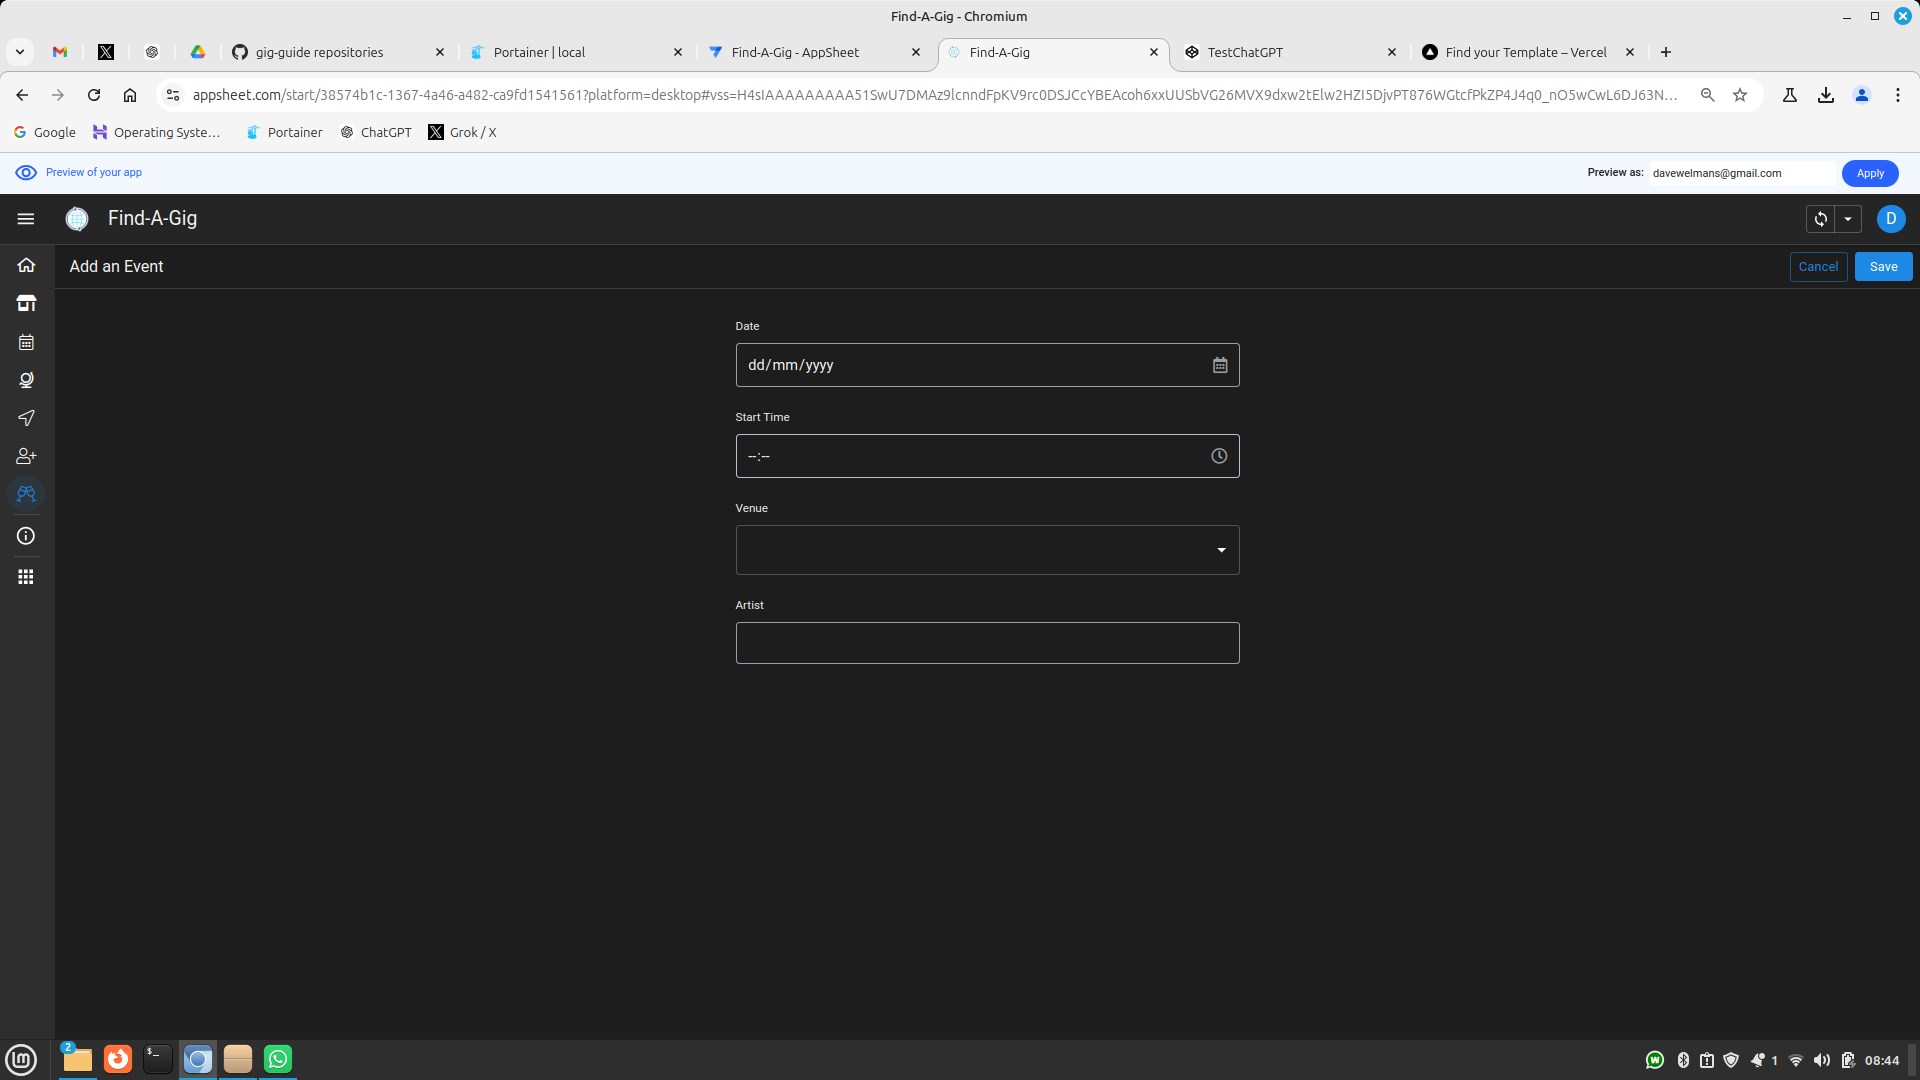 Find-A-Gig - Chromium
gig-guide repositories
Portainer | local
Find-A-Gig - AppSheet
Find-A-Gig
TestChatGPT
Find your Template – Vercel
appsheet.com/start/38574b1c-1367-4a46-a482-ca9fd1541561?platform=desktop#vss=H4sIAAAAAAAAA51SwU7DMAz9lcnndFpKV9rc0DSJCcYBEAcoh6xxUUSbVG26MVX9dxw2tElw2HZI5DjvPT876WGtcfPkZP4J4q0_nO5wCwL6DJ63N...
Google
Operating Syste...
Portainer
ChatGPT
Grok / X
Preview of your app
Preview as:
davewelmans@gmail.com
Apply
Find-A-Gig
D
Add an Event
Cancel
Save
Date
dd/mm/yyyy
Start Time
--:--
Venue
Artist
2
$_
lm
W
1
08:44